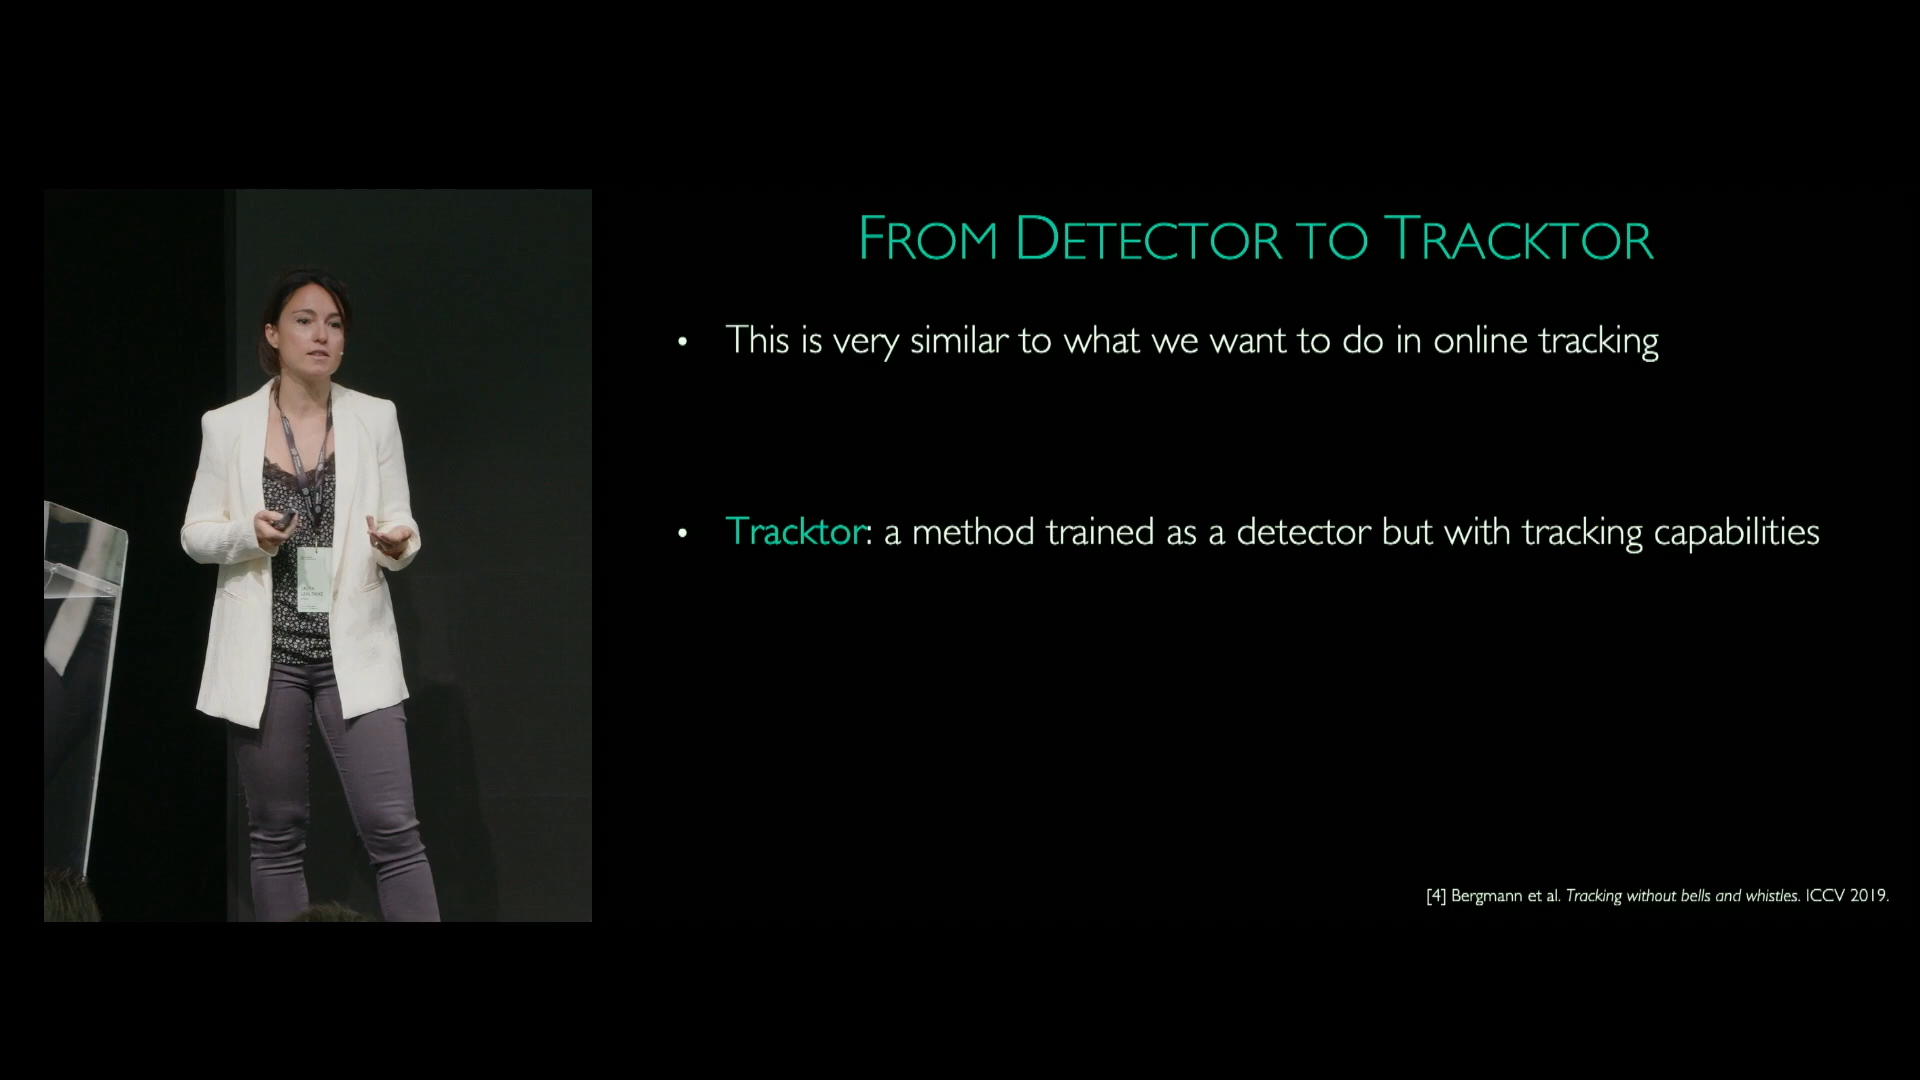 FROM DETECTOR TO TRACKTOR
• This is very similar to what we want to do in online tracking
• Tracktor: a method trained as a detector but with tracking capabilities
[4] Bergmann et al. Tracking without bells and whistles. ICCV 2019.